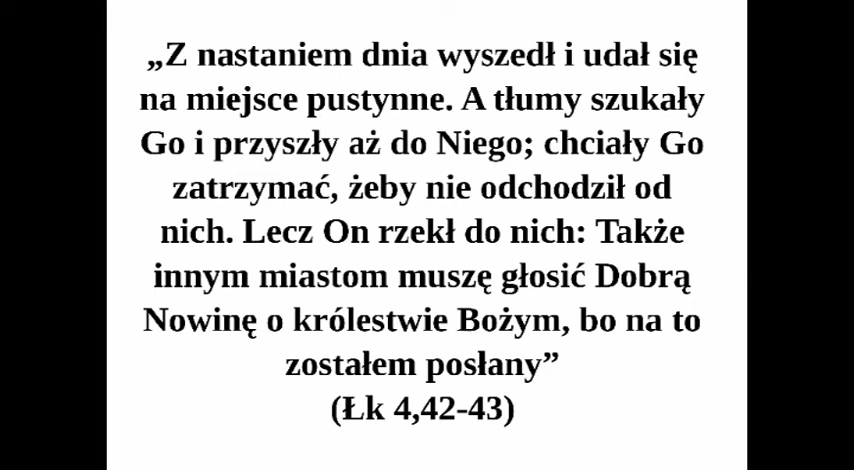 „Z nastaniem dnia wyszedł i udał się
na miejsce pustynne. A tłumy szukały
Go i przyszły aż do Niego; chciały Go
zatrzymać, żeby nie odchodził od
nich. Lecz On rzekł do nich: Także
innym miastom muszę głosić Dobrą
Nowinę o królestwie Bożym, bo na to
zostałem posłany”
(Łk 4,42-43)